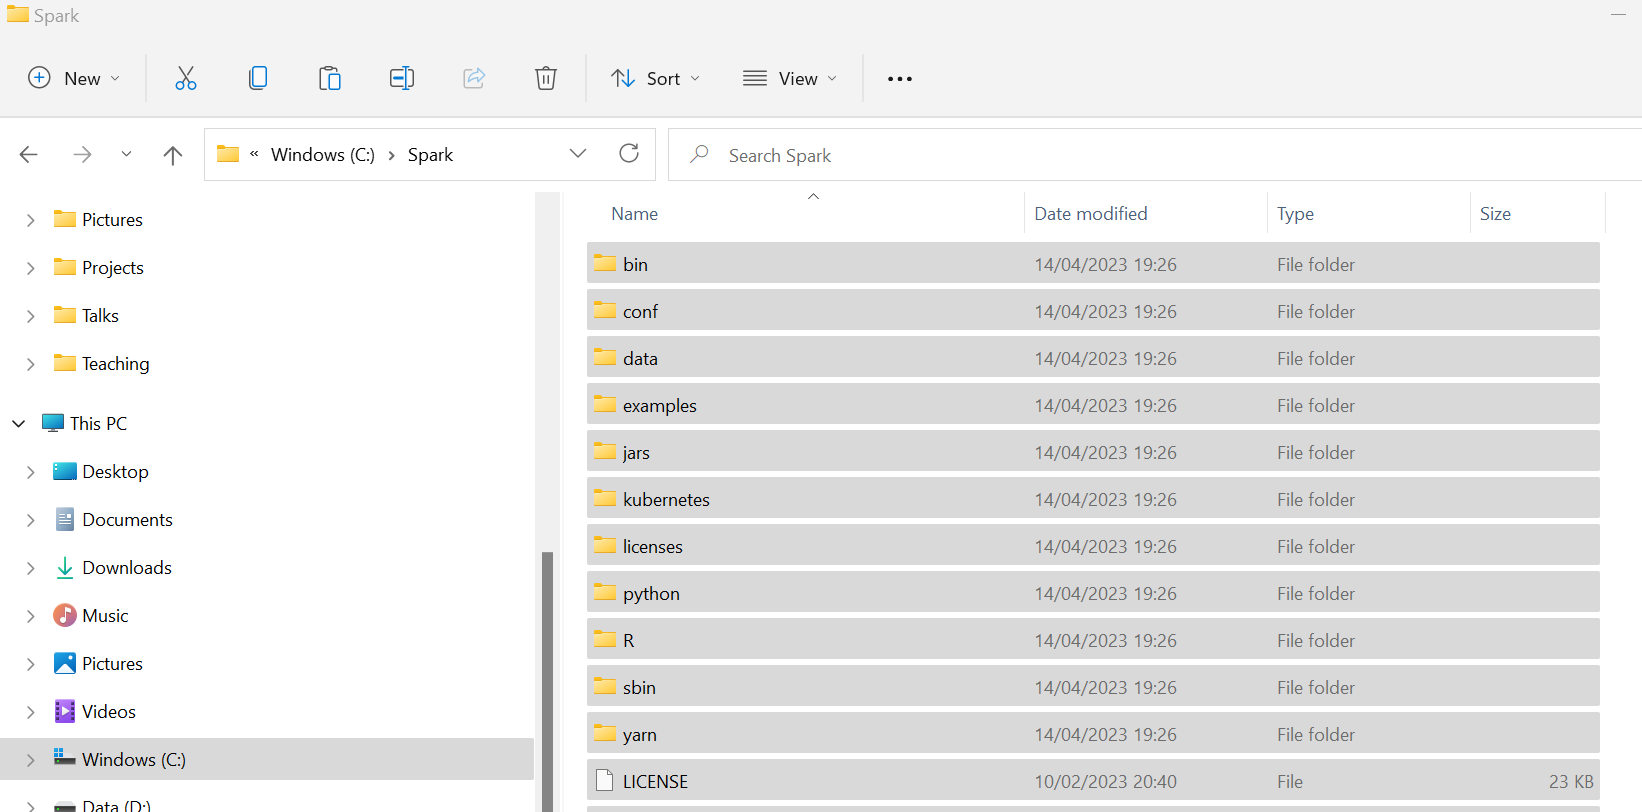 Spark
New
Sort
View
« Windows (C:) > Spark
Search Spark
Pictures
Projects
Talks
Teaching
This PC
Desktop
Documents
Downloads
Music
Pictures
Videos
Windows (C:)
Data (D:)
Name Date modified Type Size
bin 14/04/2023 19:26 File folder
conf 14/04/2023 19:26 File folder
data 14/04/2023 19:26 File folder
examples 14/04/2023 19:26 File folder
jars 14/04/2023 19:26 File folder
kubernetes 14/04/2023 19:26 File folder
licenses 14/04/2023 19:26 File folder
python 14/04/2023 19:26 File folder
R 14/04/2023 19:26 File folder
sbin 14/04/2023 19:26 File folder
yarn 14/04/2023 19:26 File folder
LICENSE 10/02/2023 20:40 File 23 KB